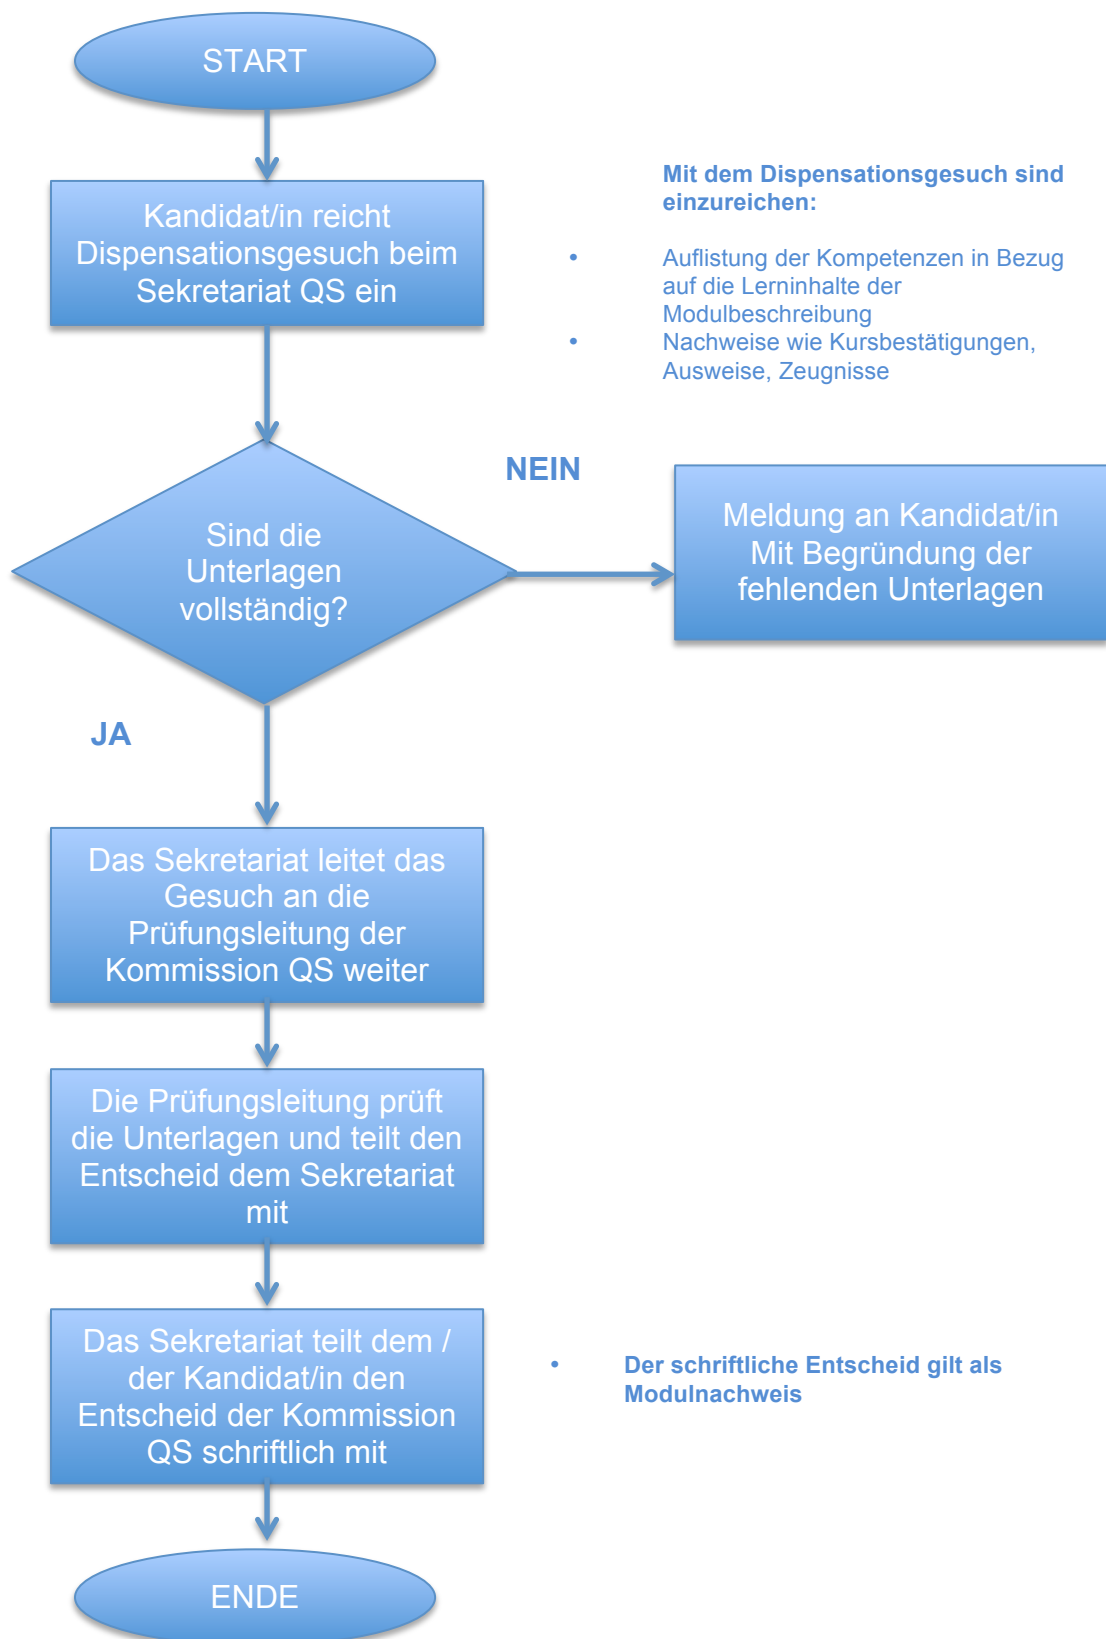 START
Kandidat/in reicht
Dispensationsgesuch beim
Sekretariat QS ein
Mit dem Dispensationsgesuch sind
einzureichen:
• Auflistung der Kompetenzen in Bezug
auf die Lerninhalte der
Modulbeschreibung
• Nachweise wie Kursbestätigungen,
Ausweise, Zeugnisse
Sind die
Unterlagen
vollständig?
NEIN
Meldung an Kandidat/in
Mit Begründung der
fehlenden Unterlagen
JA
Das Sekretariat leitet das
Gesuch an die
Prüfungsleitung der
Kommission QS weiter
Die Prüfungsleitung prüft
die Unterlagen und teilt den
Entscheid dem Sekretariat
mit
Das Sekretariat teilt dem /
der Kandidat/in den
Entscheid der Kommission
QS schriftlich mit
• Der schriftliche Entscheid gilt als
Modulnachweis
ENDE